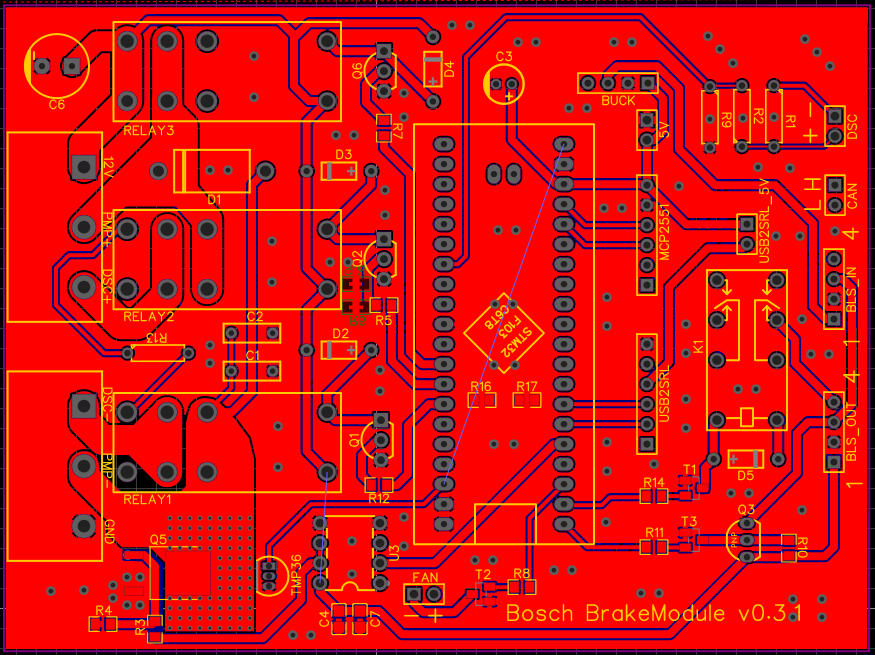 C6
RELAY3
Q6
D4
C3
+
BUCK
5V
R9
R2
R1
-
+
DSC
R7
12V
D3
D1
PMP+
LH
CAN
MCP2551
USB2SRL_5V
4
Q2
DSC+
RELAY2
R5
BLS_IN
1
C2
R13
D2
C1
STM32
F103
C6T8
K1
DSC-
R16
R17
USB2SRL
4
BLS_OUT
1
Q1
PMP-
RELAY1
R12
D5
T1
R14
GND
Q5
U3
T3
R11
Q3
PNP
R10
TMP36
FAN
-
+
T2
R8
R4
R3
C4
C7
Bosch BrakeModule v0.3.1